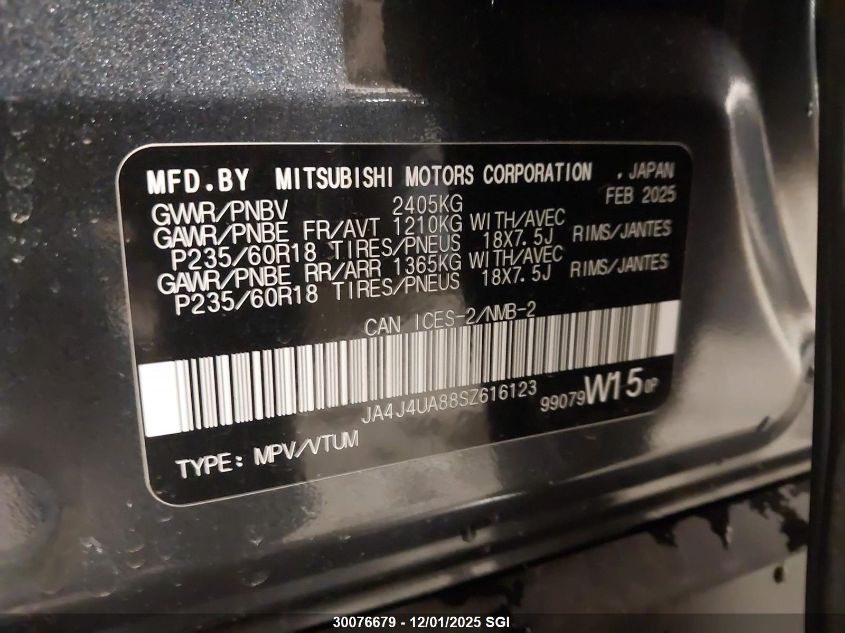 MFD.BY MITSUBISHI MOTORS CORPORATION , JAPAN
FEB 2025
GVWR/PNBV 2405KG
GAWR/PNBE FR/AVT 1210KG WITH/AVEC
P235/60R18 TIRES/PNEUS 18X7.5J RIMS/JANTES
GAWR/PNBE RR/ARR 1365KG WITH/AVEC
P235/60R18 TIRES/PNEUS 18X7.5J RIMS/JANTES
CAN ICES-2/NMB-2
JA4J4UA88SZ616123
99079 W15 0P
TYPE: MPV/VTUM
30076679 - 12/01/2025 SGI